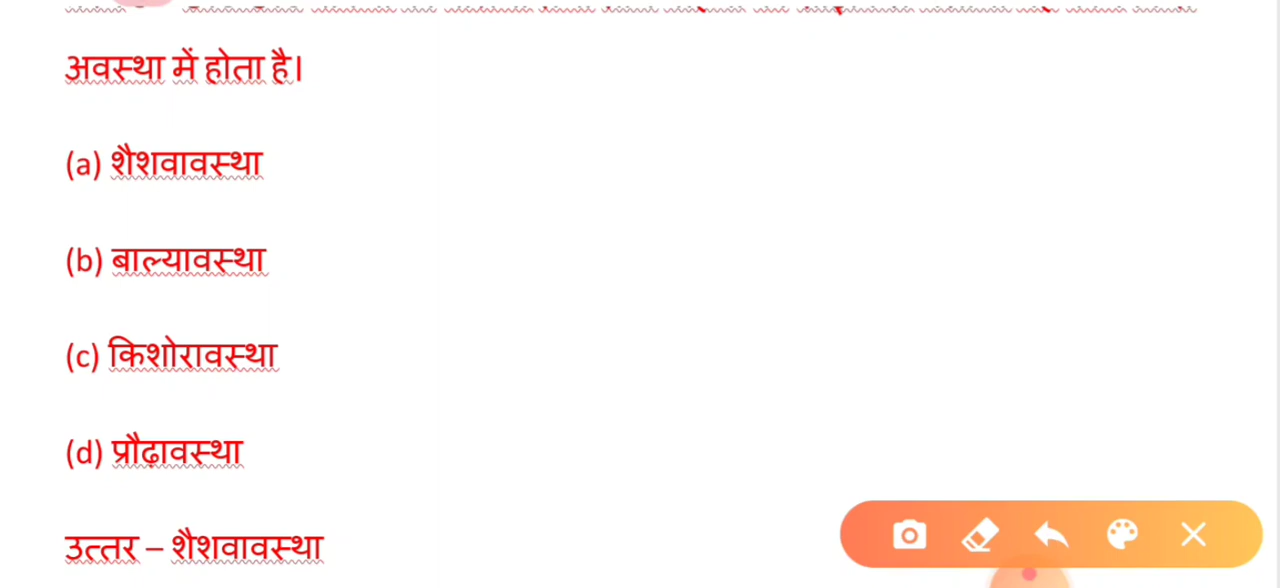 अवस्था में होता है।
(a) शैशवावस्था
(b) बाल्यावस्था
(c) किशोरावस्था
(d) प्रौढ़ावस्था
उत्तर – शैशवावस्था